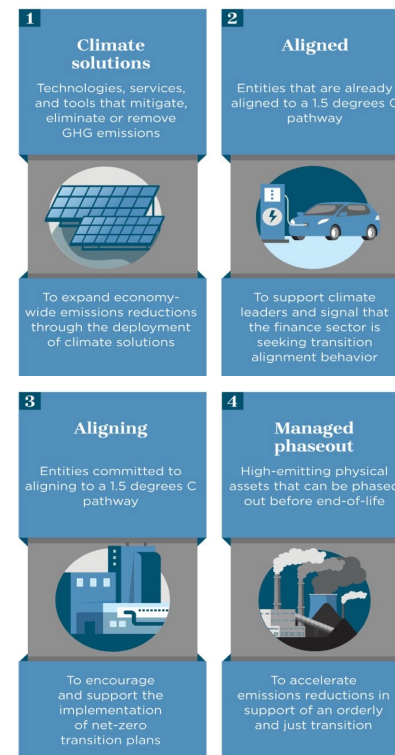 1
Climate
solutions
Technologies, services,
and tools that mitigate,
eliminate or remove
GHG emissions
To expand economy-
wide emissions reductions
through the deployment
of climate solutions
2
Aligned
Entities that are already
aligned to a 1.5 degrees C
pathway
To support climate
leaders and signal that
the finance sector is
seeking transition
alignment behavior
3
Aligning
Entities committed to
aligning to a 1.5 degrees C
pathway
To encourage
and support the
implementation
of net-zero
transition plans
4
Managed
phaseout
High-emitting physical
assets that can be phased
out before end-of-life
To accelerate
emissions reductions in
support of an orderly
and just transition